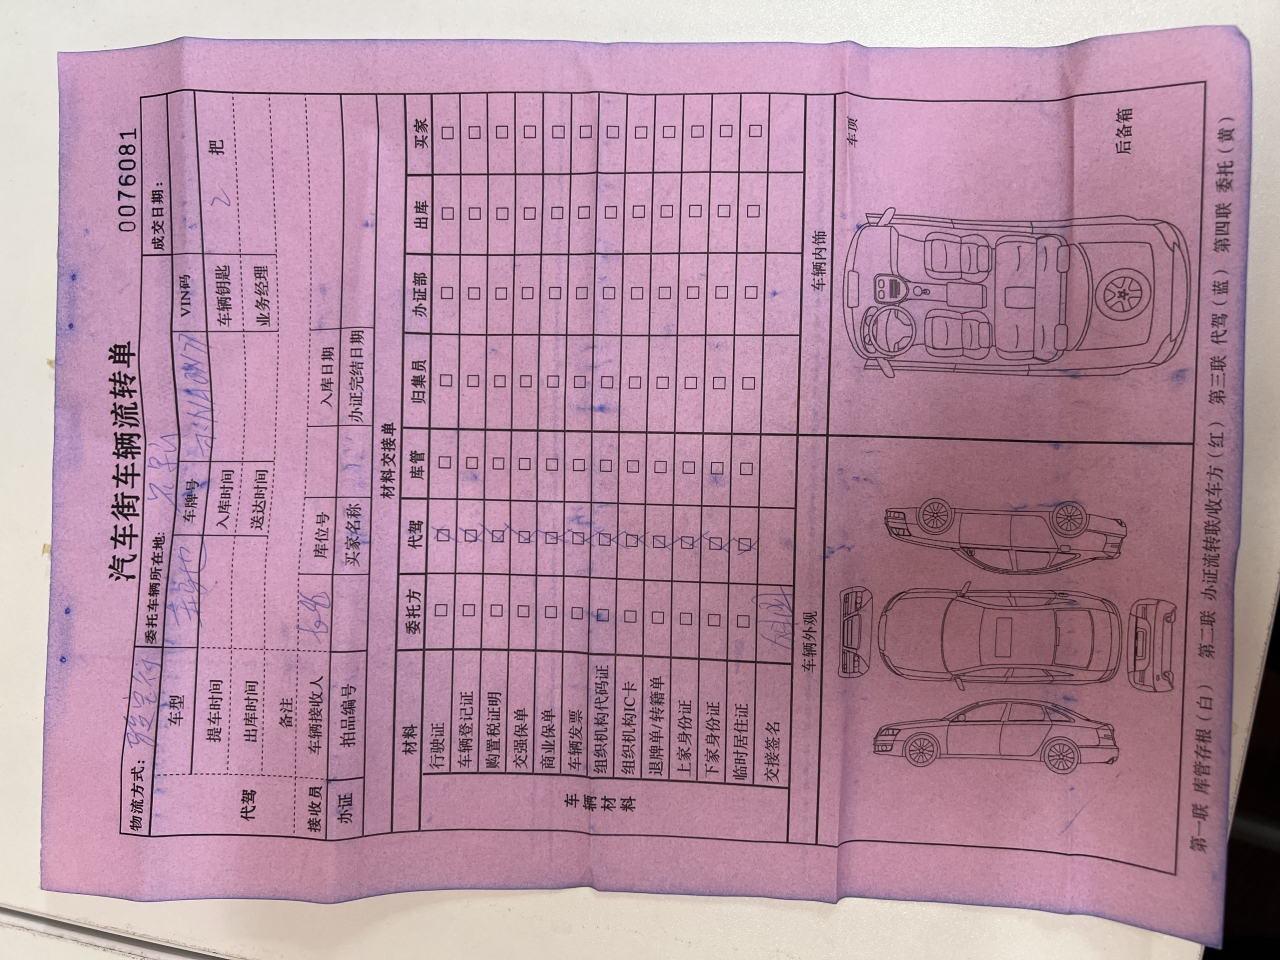 汽车街车辆流转单
0076081
物流方式： 委托车辆所在地： 成交日期：
代驾
车型 车牌号 VIN码
提车时间 入库时间 车辆钥匙 2 把
出库时间 送达时间 业务经理
备注
接收员 车辆接收人 库位号 入库日期
办证 拍品编号 买家名称 办证完结日期
材料交接单
车辆材料
材料 委托方 代驾 库管 归集员 办证部 出库 买家
行驶证 □ □ □ □ □ □ □
车辆登记证 □ □ □ □ □ □ □
购置税证明 □ □ □ □ □ □ □
交强保单 □ □ □ □ □ □ □
商业保单 □ □ □ □ □ □ □
车辆发票 □ □ □ □ □ □ □
组织机构代码证 □ □ □ □ □ □ □
组织机构IC卡 □ □ □ □ □ □ □
退牌单/转籍单 □ □ □ □ □ □ □
上家身份证 □ □ □ □ □ □ □
下家身份证 □ □ □ □ □ □ □
临时居住证 □ □ □ □ □ □ □
交接签名
车辆外观 车辆内饰
车顶
后备箱
第一联 库管存根（白） 第二联 办证流转联/收车方（红） 第三联 代驾（蓝） 第四联 委托（黄）